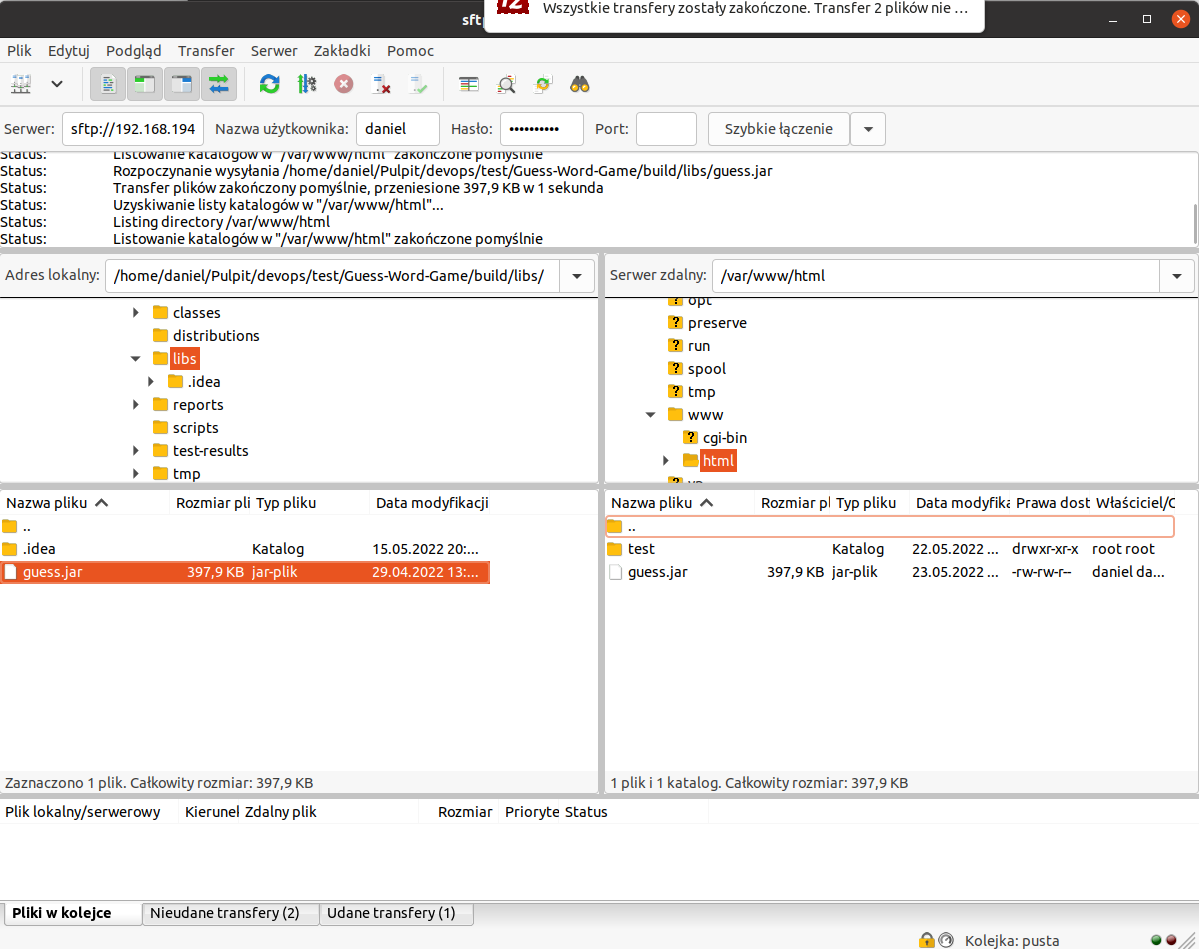 sftp
Wszystkie transfery zostały zakończone. Transfer 2 plików nie ...
Plik Edytuj Podgląd Transfer Serwer Zakładki Pomoc
Serwer: sftp://192.168.194 Nazwa użytkownika: daniel Hasło: •••••••••• Port: Szybkie łączenie
Status: Listowanie katalogów w "/var/www/html" zakończone pomyślnie
Status: Rozpoczynanie wysyłania /home/daniel/Pulpit/devops/test/Guess-Word-Game/build/libs/guess.jar
Status: Transfer plików zakończony pomyślnie, przeniesione 397,9 KB w 1 sekunda
Status: Uzyskiwanie listy katalogów w "/var/www/html"...
Status: Listing directory /var/www/html
Status: Listowanie katalogów w "/var/www/html" zakończone pomyślnie
Adres lokalny: /home/daniel/Pulpit/devops/test/Guess-Word-Game/build/libs/
classes
distributions
libs
.idea
reports
scripts
test-results
tmp
Nazwa pliku Rozmiar pli Typ pliku Data modyfikacji
..
.idea Katalog 15.05.2022 20:...
guess.jar 397,9 KB jar-plik 29.04.2022 13:...
Zaznaczono 1 plik. Całkowity rozmiar: 397,9 KB
Serwer zdalny: /var/www/html
opt
preserve
run
spool
tmp
www
cgi-bin
html
Nazwa pliku Rozmiar pl Typ pliku Data modyfika Prawa dost Właściciel/G
..
test Katalog 22.05.2022 ... drwxr-xr-x root root
guess.jar 397,9 KB jar-plik 23.05.2022 ... -rw-rw-r-- daniel da...
1 plik i 1 katalog. Całkowity rozmiar: 397,9 KB
Plik lokalny/serwerowy Kierunel Zdalny plik Rozmiar Prioryte Status
Pliki w kolejce Nieudane transfery (2) Udane transfery (1)
Kolejka: pusta